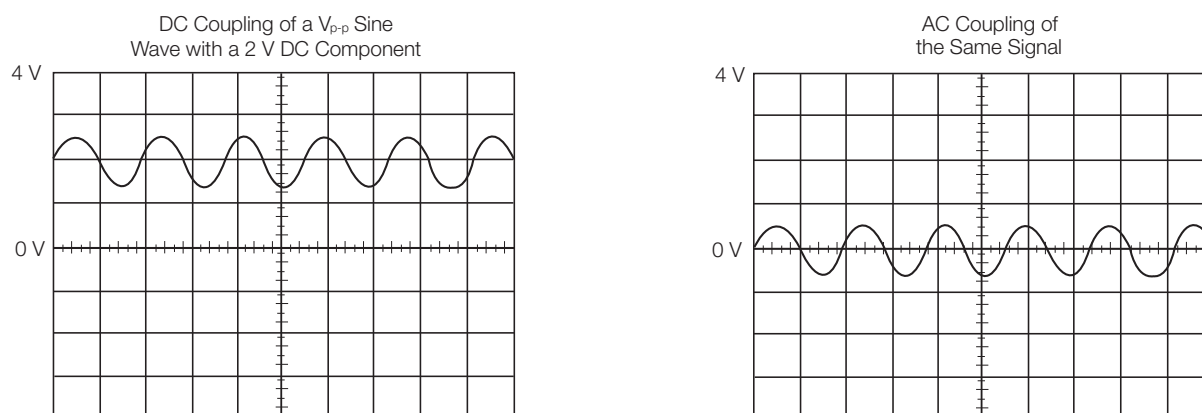 DC Coupling of a Vp-p Sine
Wave with a 2 V DC Component
4 V
0 V
AC Coupling of
the Same Signal
4 V
0 V